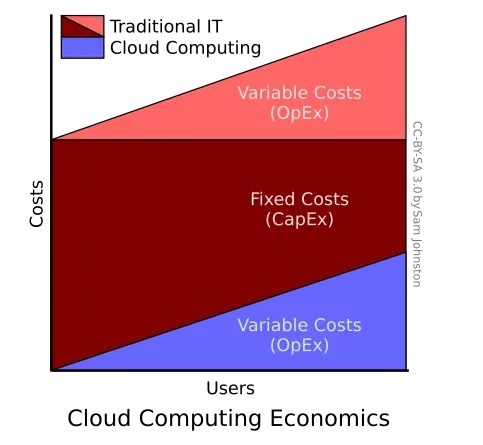 Traditional IT
Cloud Computing
Variable Costs
(OpEx)
Fixed Costs
(CapEx)
Variable Costs
(OpEx)
Costs
CC-BY-SA 3.0 by Sam Johnston
Users
Cloud Computing Economics